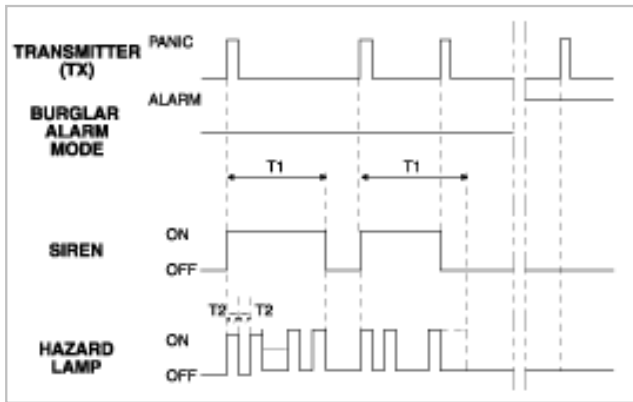 TRANSMITTER
(TX)
PANIC
BURGLAR
ALARM
MODE
ALARM
T1
T1
SIREN
ON
OFF
T2
T2
HAZARD
LAMP
ON
OFF